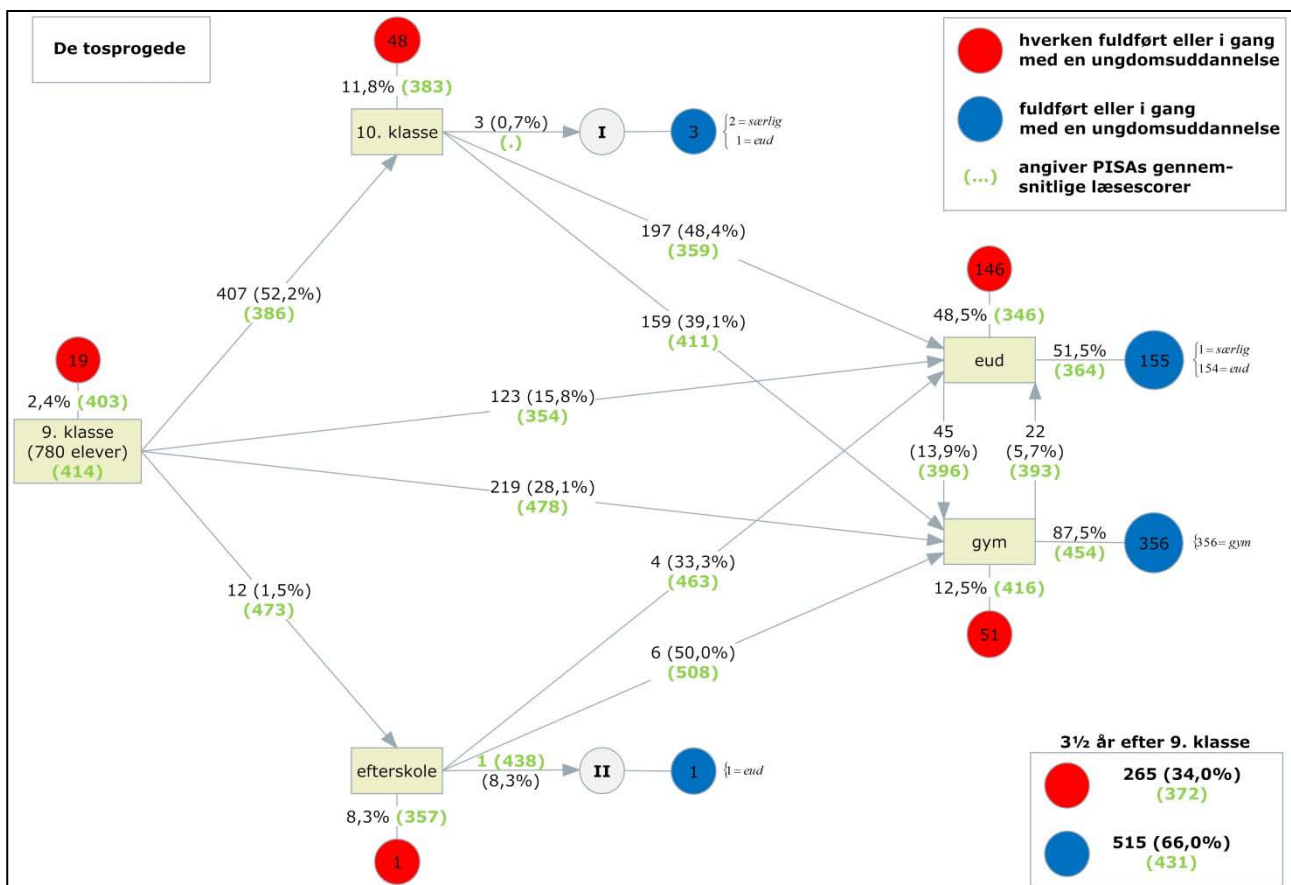 De tosprogede
48
11,8% (383)
10. klasse
3 (0,7%)
(.)
I
3
2 = særlig
1 = eud
hverken fuldført eller i gang
med en ungdomsuddannelse
fuldført eller i gang
med en ungdomsuddannelse
(...)
angiver PISAs gennem-
snitlige læsescorer
197 (48,4%)
(359)
407 (52,2%)
(386)
159 (39,1%)
(411)
146
48,5% (346)
eud
51,5%
(364)
155
1 = særlig
154 = eud
19
2,4% (403)
9. klasse
(780 elever)
(414)
123 (15,8%)
(354)
45
(13,9%)
(396)
22
(5,7%)
(393)
219 (28,1%)
(478)
gym
87,5%
(454)
356
356 = gym
12,5% (416)
51
4 (33,3%)
(463)
12 (1,5%)
(473)
6 (50,0%)
(508)
efterskole
1 (438)
(8,3%)
II
1
1 = eud
8,3% (357)
1
3½ år efter 9. klasse
265 (34,0%)
(372)
515 (66,0%)
(431)